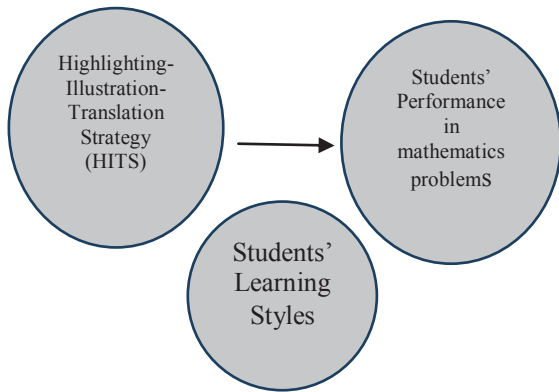 Highlighting-
Illustration-
Translation
Strategy
(HITS)
Students’
Performance
in
mathematics
problems
Students’
Learning
Styles